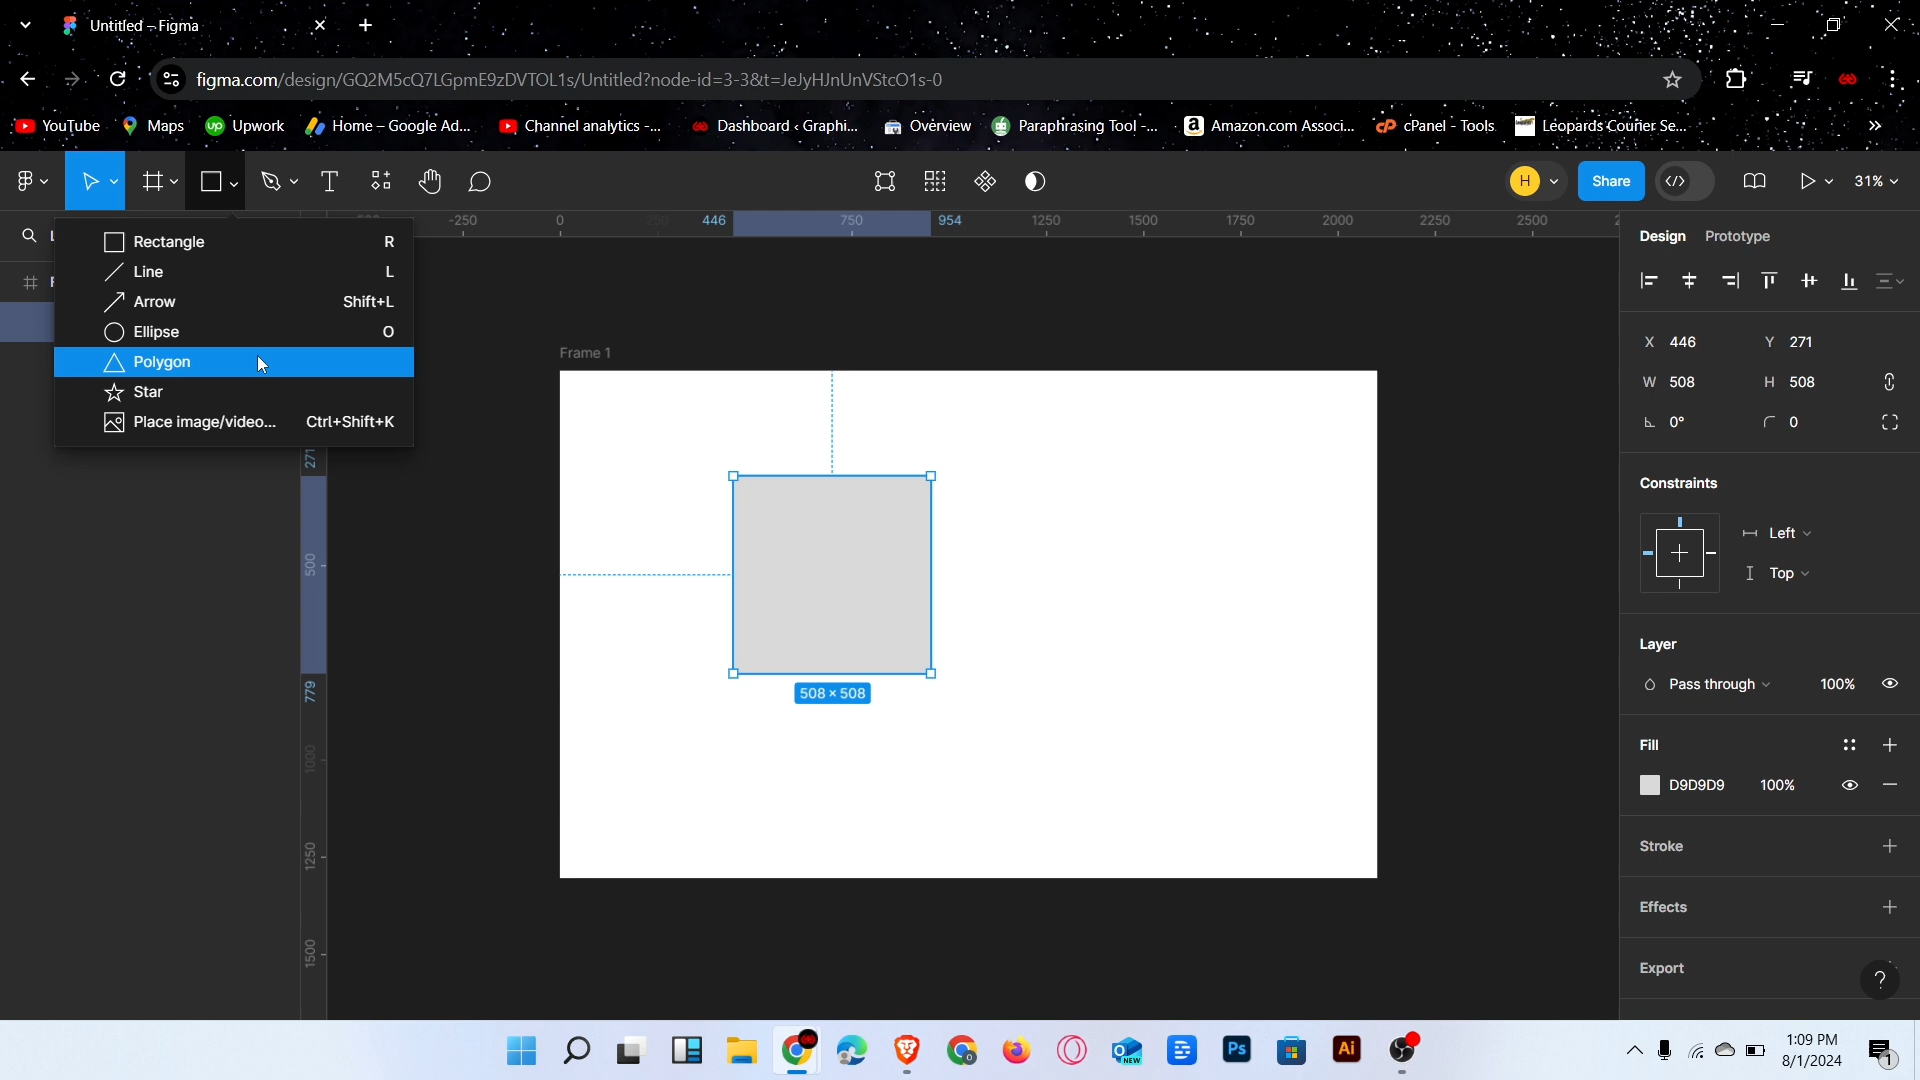 Untitled – Figma
figma.com/design/GQ2M5cQ7LGpmE9zDVTOL1s/Untitled?node-id=3-3&t=JeJyHJnUnVStcO1s-0
YouTube Maps Upwork Home – Google Ad... Channel analytics -... Dashboard ‹ Graphi... Overview Paraphrasing Tool -... Amazon.com Associ... cPanel - Tools Leopards Courier Se...
H Share 31%
-250 0 446 750 954 1250 1500 1750 2000 2250 2500
Design Prototype
Rectangle R
Line L
Arrow Shift+L
Ellipse O
Polygon
Star
Place image/video... Ctrl+Shift+K
271
500
779
1000
1250
1500
Frame 1
508 × 508
X 446 Y 271
W 508 H 508
0° 0
Constraints
Left
Top
Layer
Pass through 100%
Fill
D9D9D9 100%
Stroke
Effects
Export
?
NEW
Ps
Ai
1:09 PM
8/1/2024
1